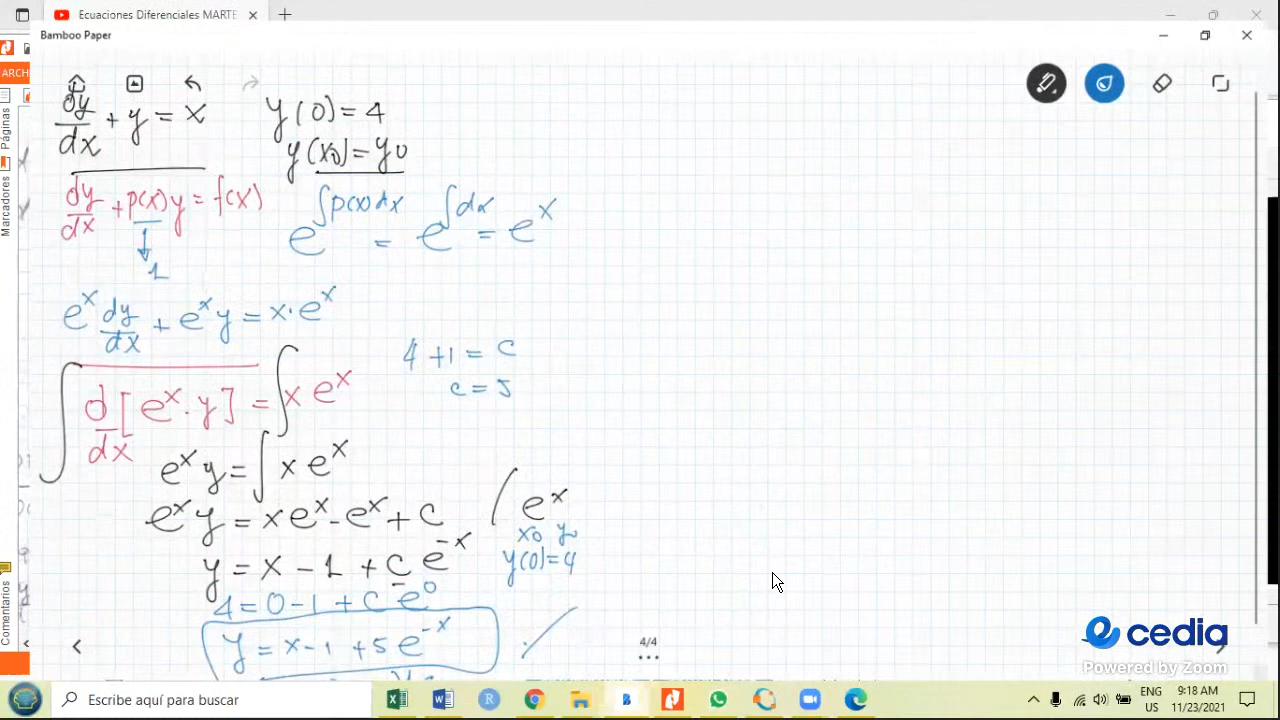 Ecuaciones Diferenciales MARTE
Bamboo Paper
ARCH
Páginas
Marcadores
Comentarios
dy/dx + y = x
y(0) = 4
y(x0) = y0
dy/dx + p(x)y = f(x)
e^∫p(x)dx = e^∫dx = e^x
1
e^x dy/dx + e^x y = x·e^x
4 + 1 = c
c = 5
∫ d/dx [e^x · y] = ∫ x e^x
e^x y = ∫ x e^x
e^x y = x e^x - e^x + C / e^x
x0 y0
y = x - 1 + C e^-x
y(0) = 4
4 = 0 - 1 + C e^0
y = x - 1 + 5 e^-x
4/4
...
cedia
Powered by Zoom
Escribe aquí para buscar
ENG
US
9:18 AM
11/23/2021